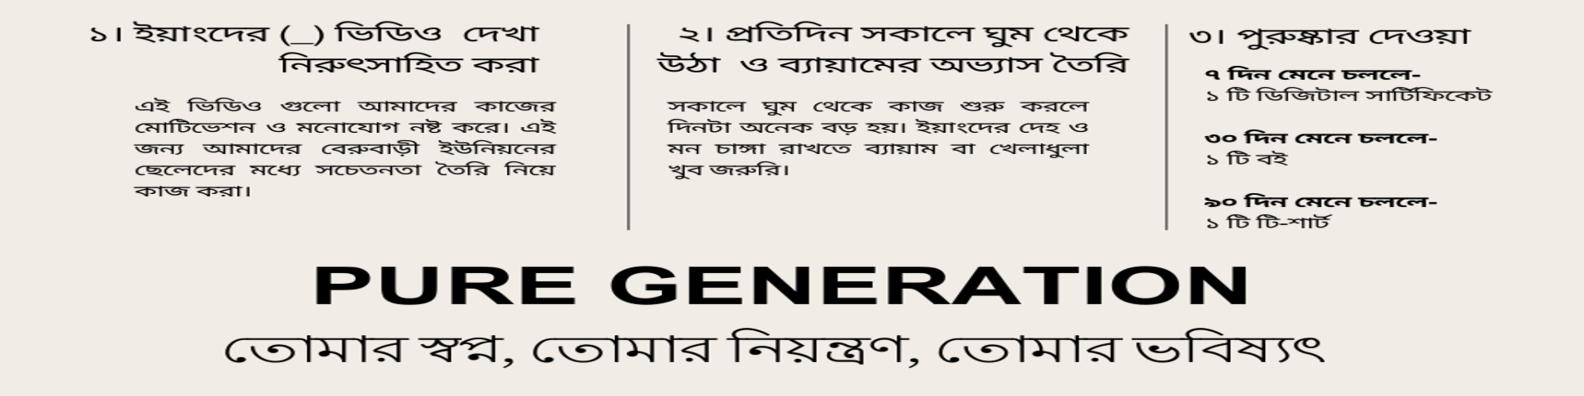 ১। ইয়াংদের (_) ভিডিও দেখা
নিরুৎসাহিত করা
এই ভিডিও গুলো আমাদের কাজের
মোটিভেশন ও মনোযোগ নষ্ট করে। এই
জন্য আমাদের বেরুবাড়ী ইউনিয়নের
ছেলেদের মধ্যে সচেতনতা তৈরি নিয়ে
কাজ করা।
২। প্রতিদিন সকালে ঘুম থেকে
উঠা ও ব্যায়ামের অভ্যাস তৈরি
সকালে ঘুম থেকে কাজ শুরু করলে
দিনটা অনেক বড় হয়। ইয়াংদের দেহ ও
মন চাঙ্গা রাখতে ব্যায়াম বা খেলাধুলা
খুব জরুরি।
৩। পুরুষ্কার দেওয়া
৭ দিন মেনে চললে-
১ টি ডিজিটাল সার্টিফিকেট
৩০ দিন মেনে চললে-
১ টি বই
৯০ দিন মেনে চললে-
১ টি টি-শার্ট
PURE GENERATION
তোমার স্বপ্ন, তোমার নিয়ন্ত্রণ, তোমার ভবিষ্যৎ